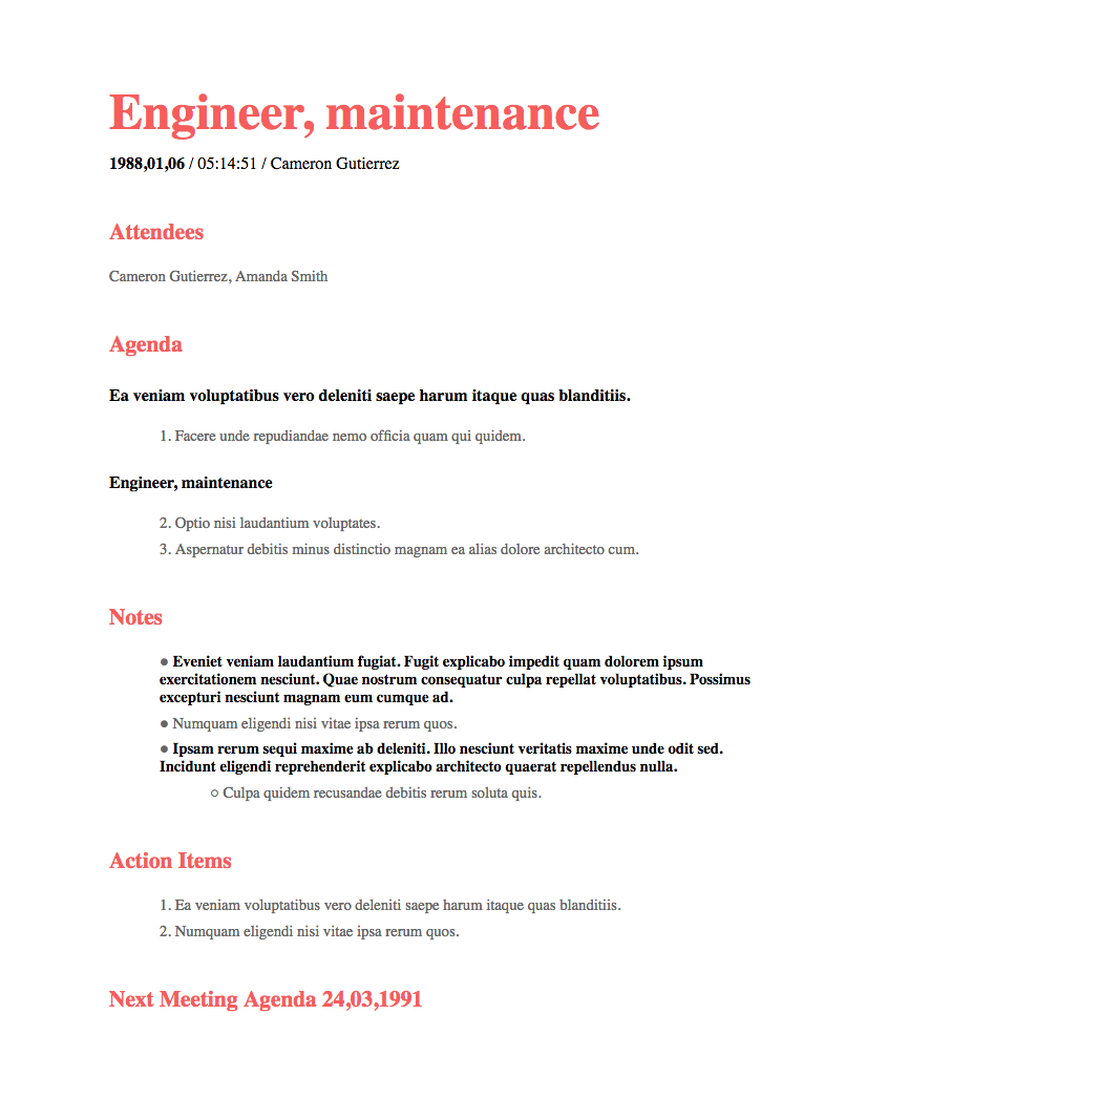 Engineer, maintenance
1988,01,06 / 05:14:51 / Cameron Gutierrez
Attendees
Cameron Gutierrez, Amanda Smith
Agenda
Ea veniam voluptatibus vero deleniti saepe harum itaque quas blanditiis.
1. Facere unde repudiandae nemo officia quam qui quidem.
Engineer, maintenance
2. Optio nisi laudantium voluptates.
3. Aspernatur debitis minus distinctio magnam ea alias dolore architecto cum.
Notes
● Eveniet veniam laudantium fugiat. Fugit explicabo impedit quam dolorem ipsum
exercitationem nesciunt. Quae nostrum consequatur culpa repellat voluptatibus. Possimus
excepturi nesciunt magnam eum cumque ad.
● Numquam eligendi nisi vitae ipsa rerum quos.
● Ipsam rerum sequi maxime ab deleniti. Illo nesciunt veritatis maxime unde odit sed.
Incidunt eligendi reprehenderit explicabo architecto quaerat repellendus nulla.
○ Culpa quidem recusandae debitis rerum soluta quis.
Action Items
1. Ea veniam voluptatibus vero deleniti saepe harum itaque quas blanditiis.
2. Numquam eligendi nisi vitae ipsa rerum quos.
Next Meeting Agenda 24,03,1991